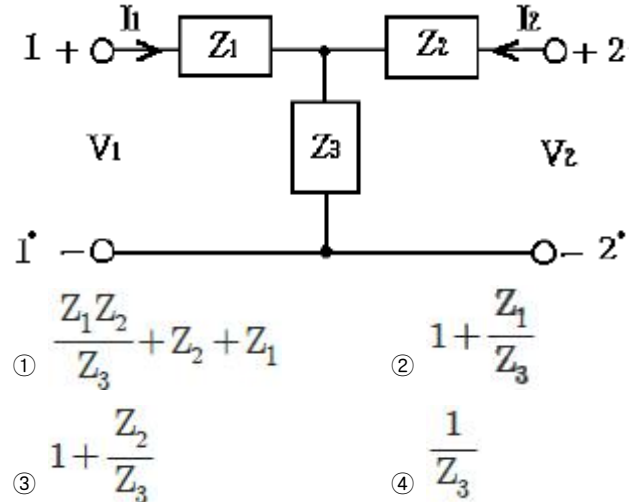 I1 I2
1 + Z1 Z2 + 2
V1 Z3 V2
1' - - 2'
① Z1Z2/Z3 + Z2 + Z1 ② 1 + Z1/Z3
③ 1 + Z2/Z3 ④ 1/Z3